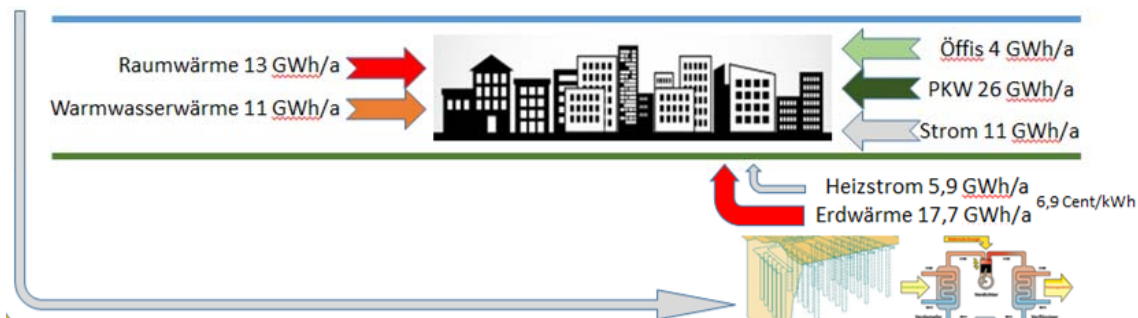 Raumwärme 13 GWh/a
Warmwasserwärme 11 GWh/a
Öffis 4 GWh/a
PKW 26 GWh/a
Strom 11 GWh/a
Heizstrom 5,9 GWh/a
Erdwärme 17,7 GWh/a
6,9 Cent/kWh